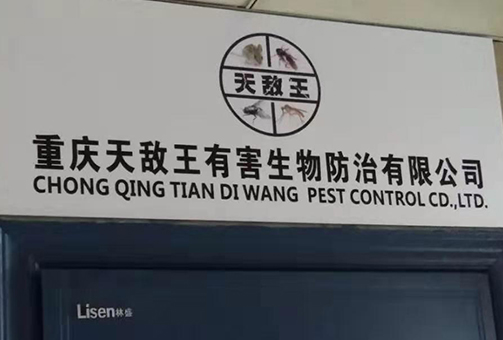 天敌王
重庆天敌王有害生物防治有限公司
CHONG QING TIAN DI WANG PEST CONTROL CD.,LTD.
Lisen林盛